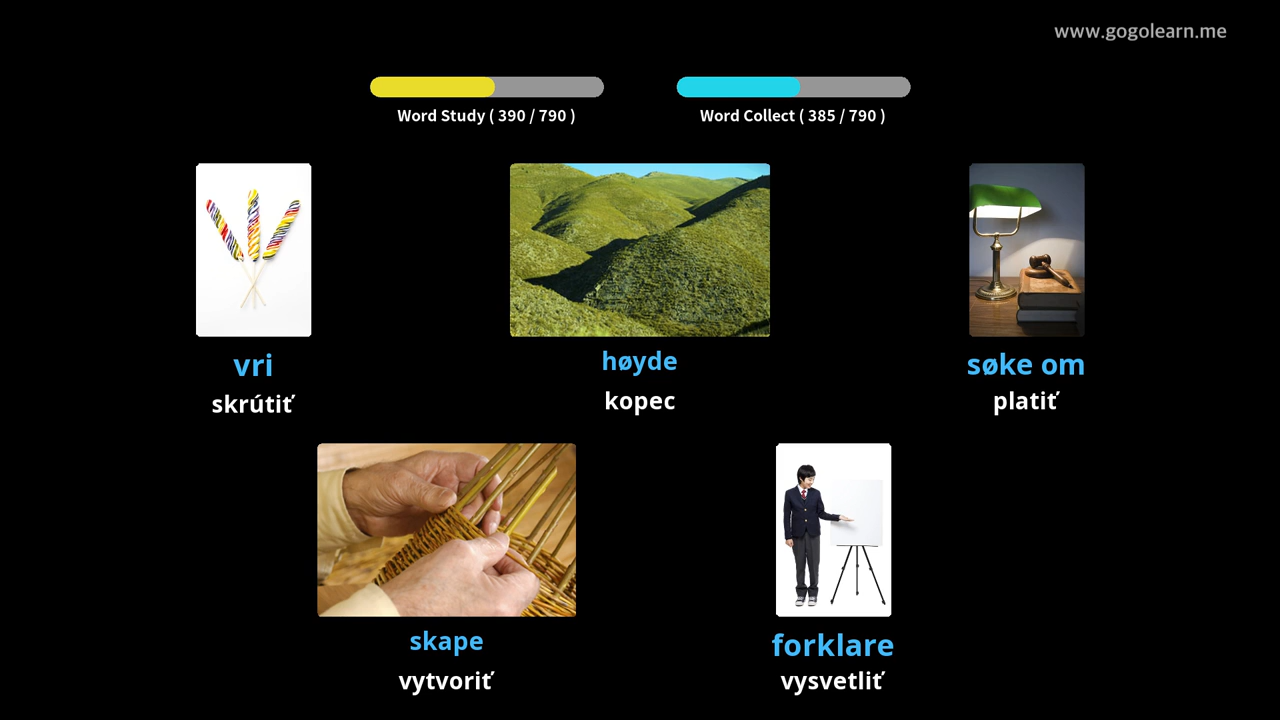 www.gogolearn.me
Word Study ( 390 / 790 )
Word Collect ( 385 / 790 )
vri
skrútiť
høyde
kopec
søke om
platiť
skape
vytvoriť
forklare
vysvetliť